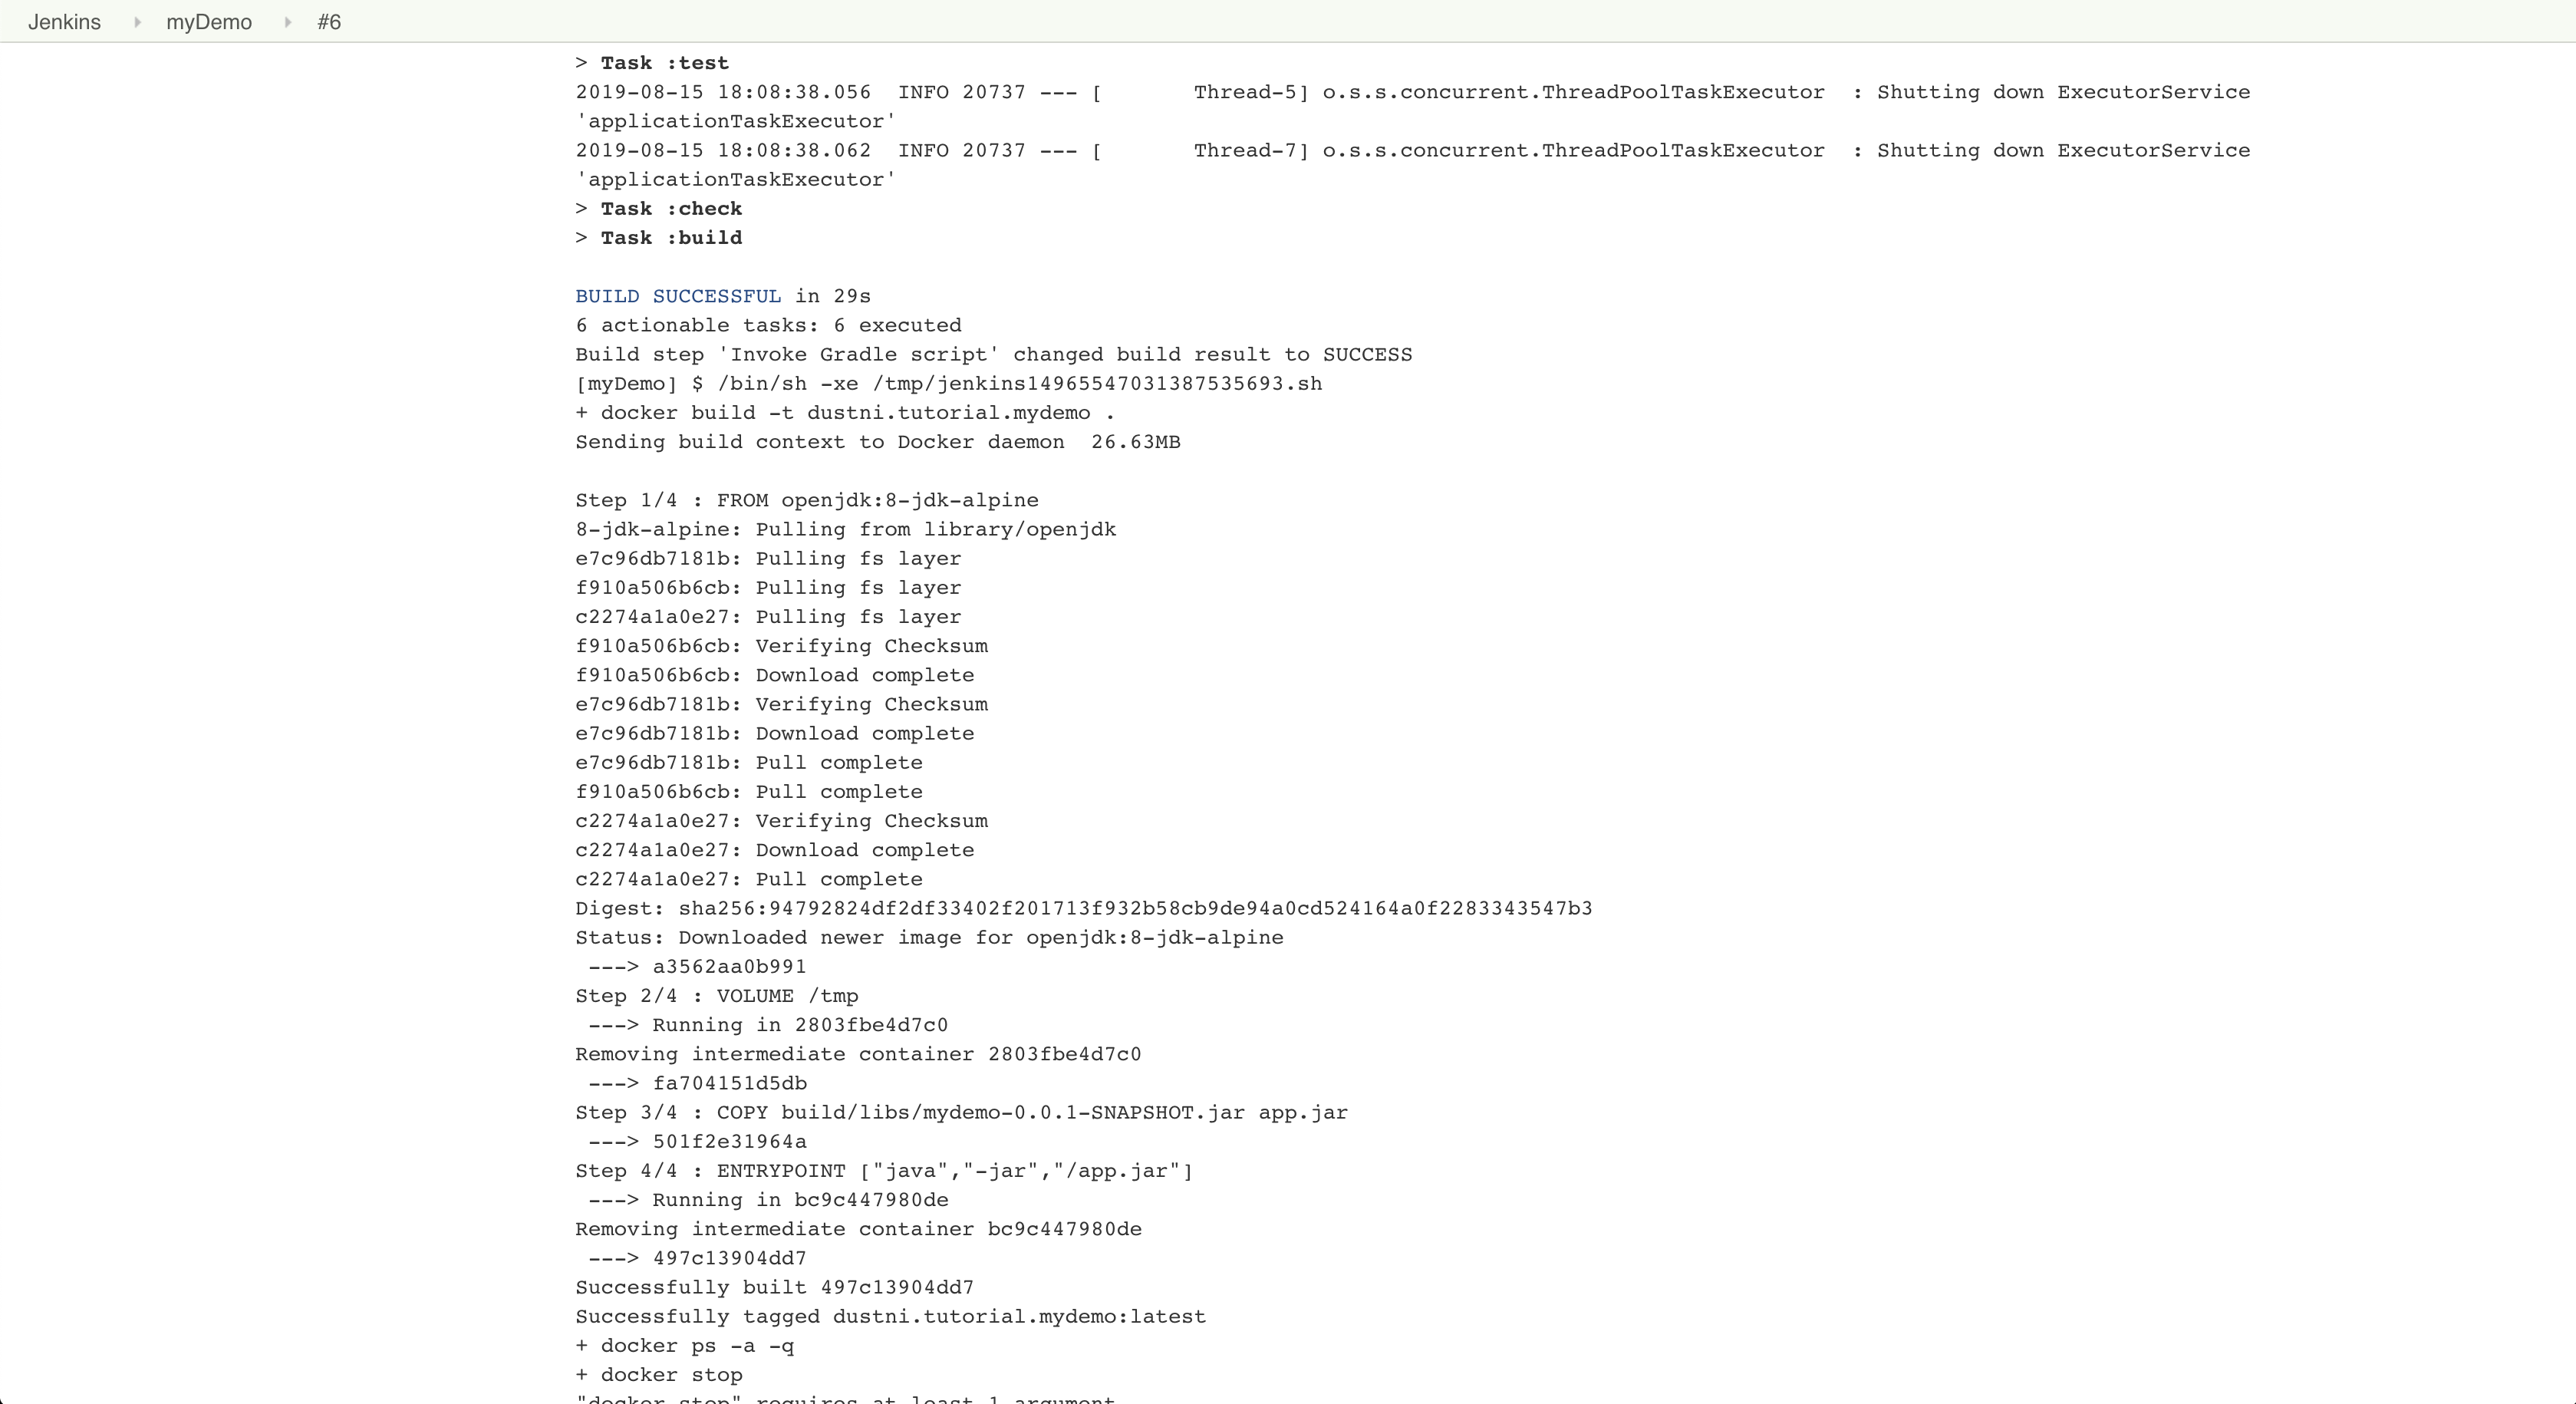 Jenkins myDemo #6
> Task :test
2019-08-15 18:08:38.056  INFO 20737 --- [       Thread-5] o.s.s.concurrent.ThreadPoolTaskExecutor  : Shutting down ExecutorService
'applicationTaskExecutor'
2019-08-15 18:08:38.062  INFO 20737 --- [       Thread-7] o.s.s.concurrent.ThreadPoolTaskExecutor  : Shutting down ExecutorService
'applicationTaskExecutor'
> Task :check
> Task :build
BUILD SUCCESSFUL in 29s
6 actionable tasks: 6 executed
Build step 'Invoke Gradle script' changed build result to SUCCESS
[myDemo] $ /bin/sh -xe /tmp/jenkins14965547031387535693.sh
+ docker build -t dustni.tutorial.mydemo .
Sending build context to Docker daemon  26.63MB
Step 1/4 : FROM openjdk:8-jdk-alpine
8-jdk-alpine: Pulling from library/openjdk
e7c96db7181b: Pulling fs layer
f910a506b6cb: Pulling fs layer
c2274a1a0e27: Pulling fs layer
f910a506b6cb: Verifying Checksum
f910a506b6cb: Download complete
e7c96db7181b: Verifying Checksum
e7c96db7181b: Download complete
e7c96db7181b: Pull complete
f910a506b6cb: Pull complete
c2274a1a0e27: Verifying Checksum
c2274a1a0e27: Download complete
c2274a1a0e27: Pull complete
Digest: sha256:94792824df2df33402f201713f932b58cb9de94a0cd524164a0f2283343547b3
Status: Downloaded newer image for openjdk:8-jdk-alpine
 ---> a3562aa0b991
Step 2/4 : VOLUME /tmp
 ---> Running in 2803fbe4d7c0
Removing intermediate container 2803fbe4d7c0
 ---> fa704151d5db
Step 3/4 : COPY build/libs/mydemo-0.0.1-SNAPSHOT.jar app.jar
 ---> 501f2e31964a
Step 4/4 : ENTRYPOINT ["java","-jar","/app.jar"]
 ---> Running in bc9c447980de
Removing intermediate container bc9c447980de
 ---> 497c13904dd7
Successfully built 497c13904dd7
Successfully tagged dustni.tutorial.mydemo:latest
+ docker ps -a -q
+ docker stop
"docker stop" requires at least 1 argument